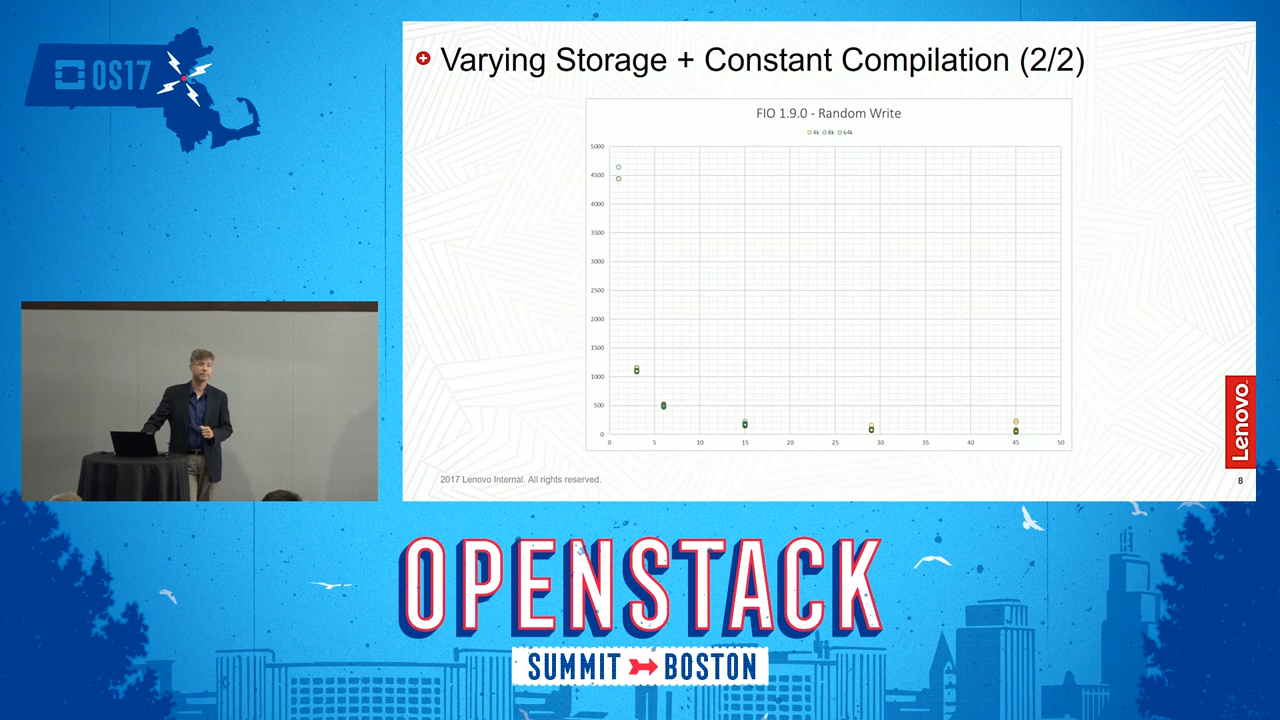 OS17
Varying Storage + Constant Compilation (2/2)
FIO 1.9.0 - Random Write
4k 8k 64k
5000
4500
4000
3500
3000
2500
2000
1500
1000
500
0
0 5 10 15 20 25 30 35 40 45 50
Lenovo
2017 Lenovo Internal. All rights reserved.
8
OPENSTACK
SUMMIT BOSTON